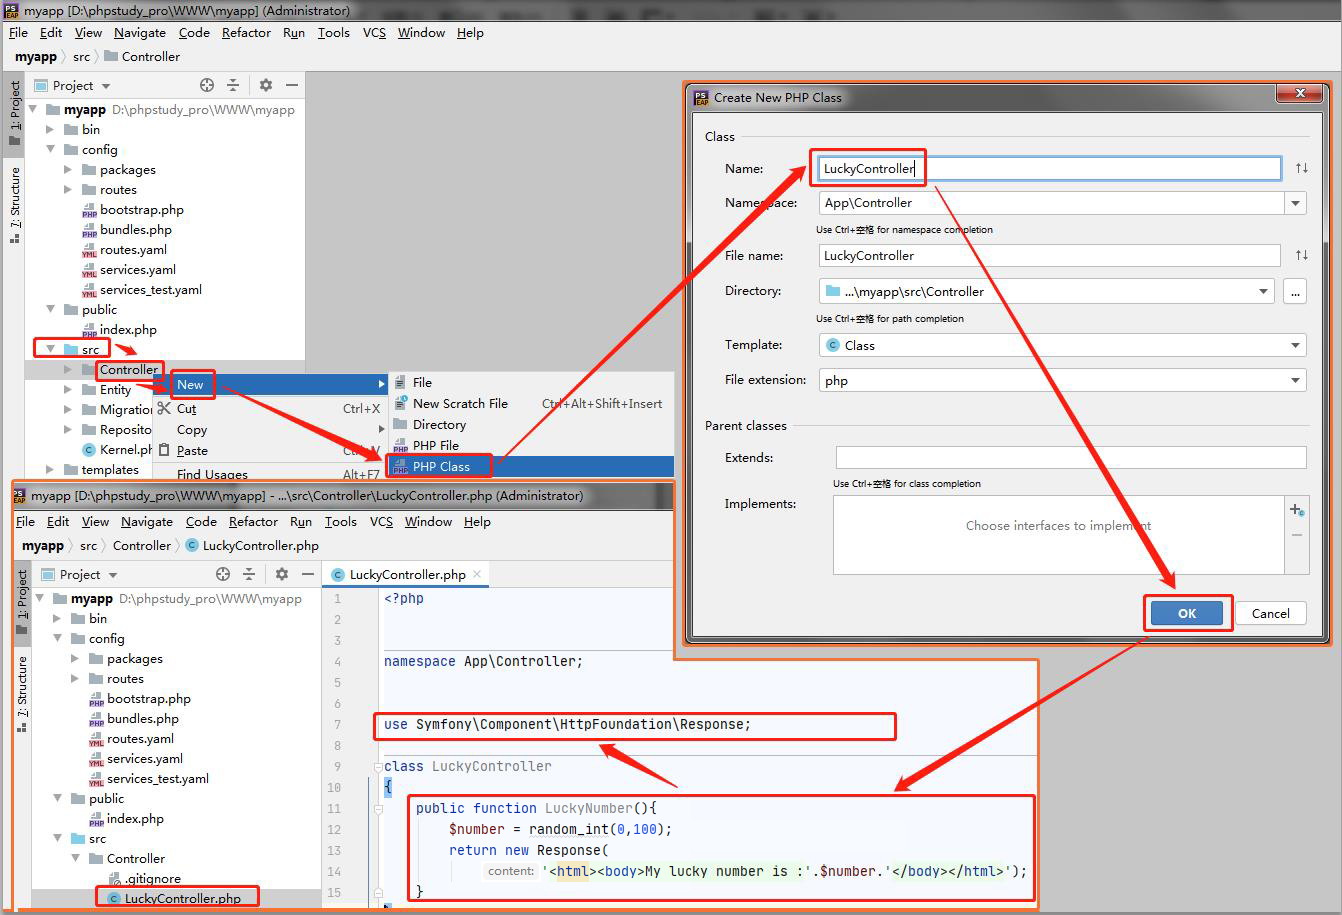 myapp [D:\phpstudy_pro\WWW\myapp] (Administrator)
File Edit View Navigate Code Refactor Run Tools VCS Window Help
myapp src Controller
1: Project
7: Structure
Project
myapp D:\phpstudy_pro\WWW\myapp
bin
config
packages
routes
bootstrap.php
bundles.php
routes.yaml
services.yaml
services_test.yaml
public
index.php
src
Controller
Entity
Migration
Reposito
Kernel.ph
templates
New
Cut Ctrl+X
Copy
Paste Ctrl+V
Find Usages Alt+F7
File
New Scratch File Ctrl+Alt+Shift+Insert
Directory
PHP File
PHP Class
Create New PHP Class
Class
Name: LuckyController
Namespace: App\Controller
Use Ctrl+空格 for namespace completion
File name: LuckyController
Directory: ...\myapp\src\Controller ...
Use Ctrl+空格 for path completion
Template: Class
File extension: php
Parent classes
Extends:
Use Ctrl+空格 for class completion
Implements:
Choose interfaces to implement
OK Cancel
myapp [D:\phpstudy_pro\WWW\myapp] - ...\src\Controller\LuckyController.php (Administrator)
File Edit View Navigate Code Refactor Run Tools VCS Window Help
myapp src Controller LuckyController.php
1: Project
7: Structure
Project
myapp D:\phpstudy_pro\WWW\myapp
bin
config
packages
routes
bootstrap.php
bundles.php
routes.yaml
services.yaml
services_test.yaml
public
index.php
src
Controller
.gitignore
LuckyController.php
LuckyController.php
1 <?php
2
3
4 namespace App\Controller;
5
6
7 use Symfony\Component\HttpFoundation\Response;
8
9 class LuckyController
10 {
11 public function LuckyNumber(){
12 $number = random_int(0,100);
13 return new Response(
14 content: '<html><body>My lucky number is :'.$number.'</body></html>');
15 }